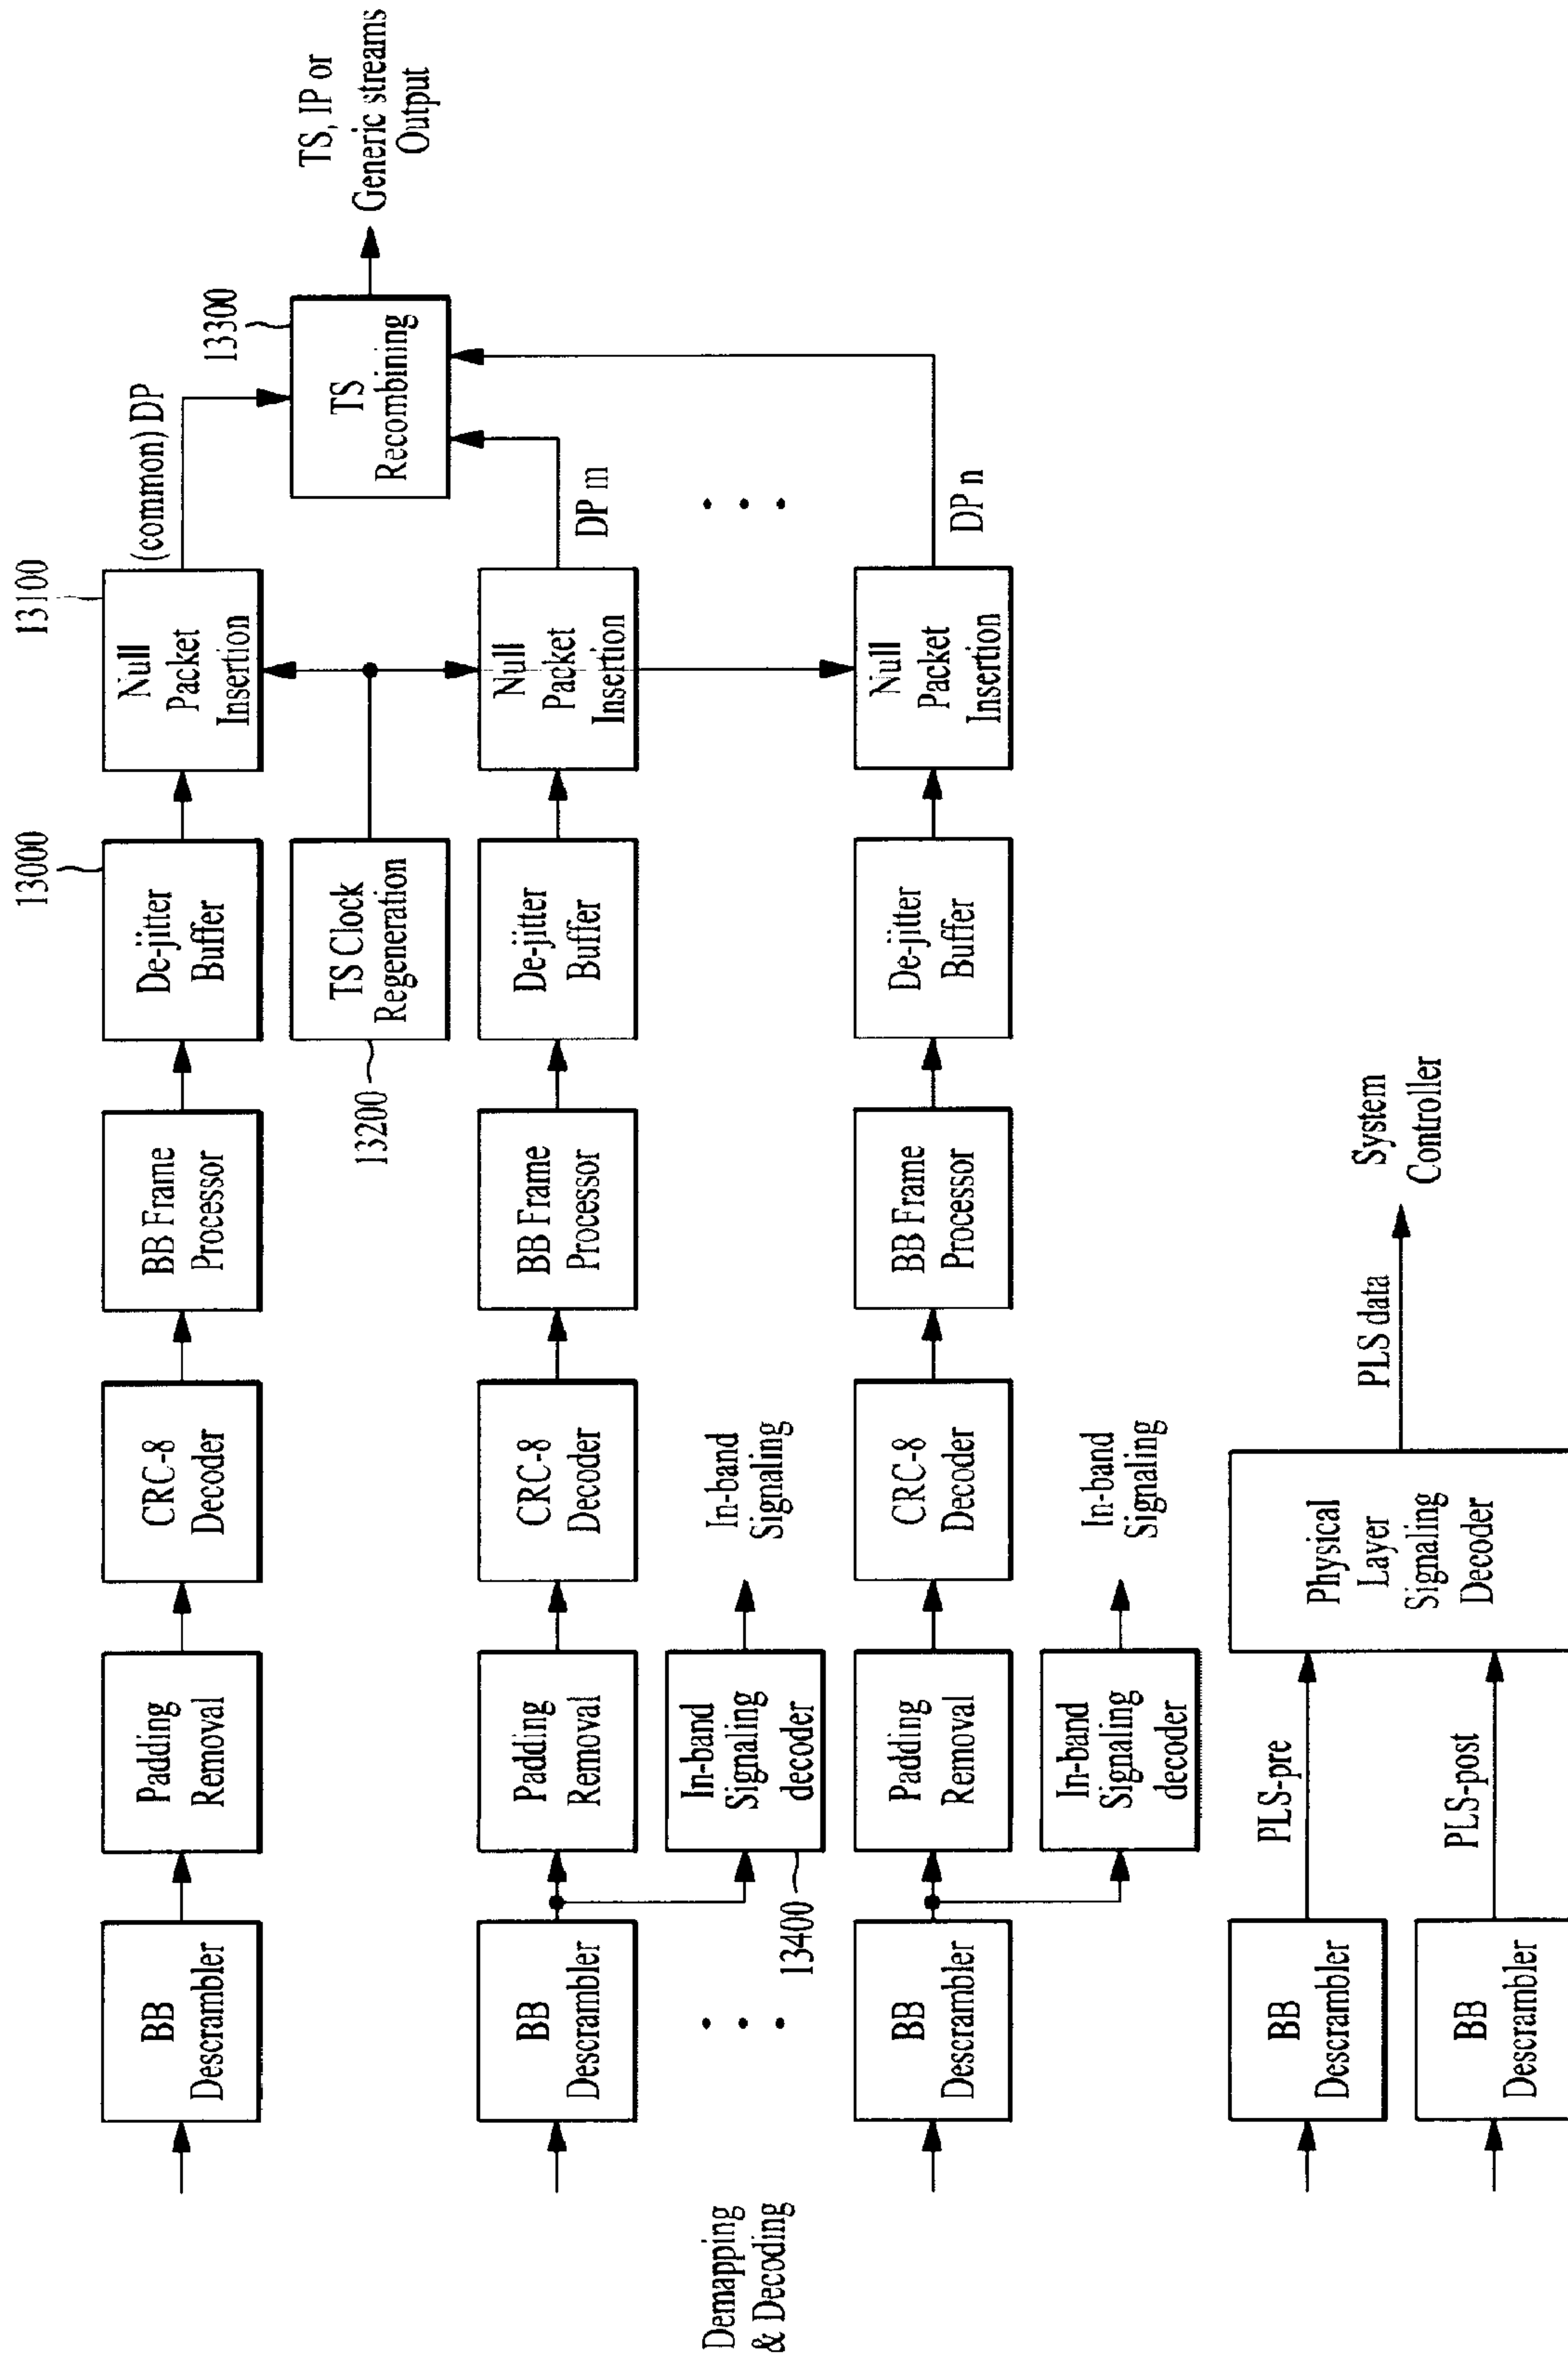 Demapping
& Decoding
BB
Descrambler
Padding
Removal
CRC-8
Decoder
BB Frame
Processor
13000
De-jitter
Buffer
13100
Null
Packet
Insertion
(common) DP
13200
TS Clock
Regeneration
13300
TS
Recombining
TS, IP or
Generic streams
Output
BB
Descrambler
Padding
Removal
CRC-8
Decoder
BB Frame
Processor
De-jitter
Buffer
Null
Packet
Insertion
DP m
13400
In-band
Signaling
decoder
In-band
Signaling
BB
Descrambler
Padding
Removal
CRC-8
Decoder
BB Frame
Processor
De-jitter
Buffer
Null
Packet
Insertion
DP n
In-band
Signaling
decoder
In-band
Signaling
BB
Descrambler
PLS-pre
BB
Descrambler
PLS-post
Physical
Layer
Signaling
Decoder
PLS data
System
Controller